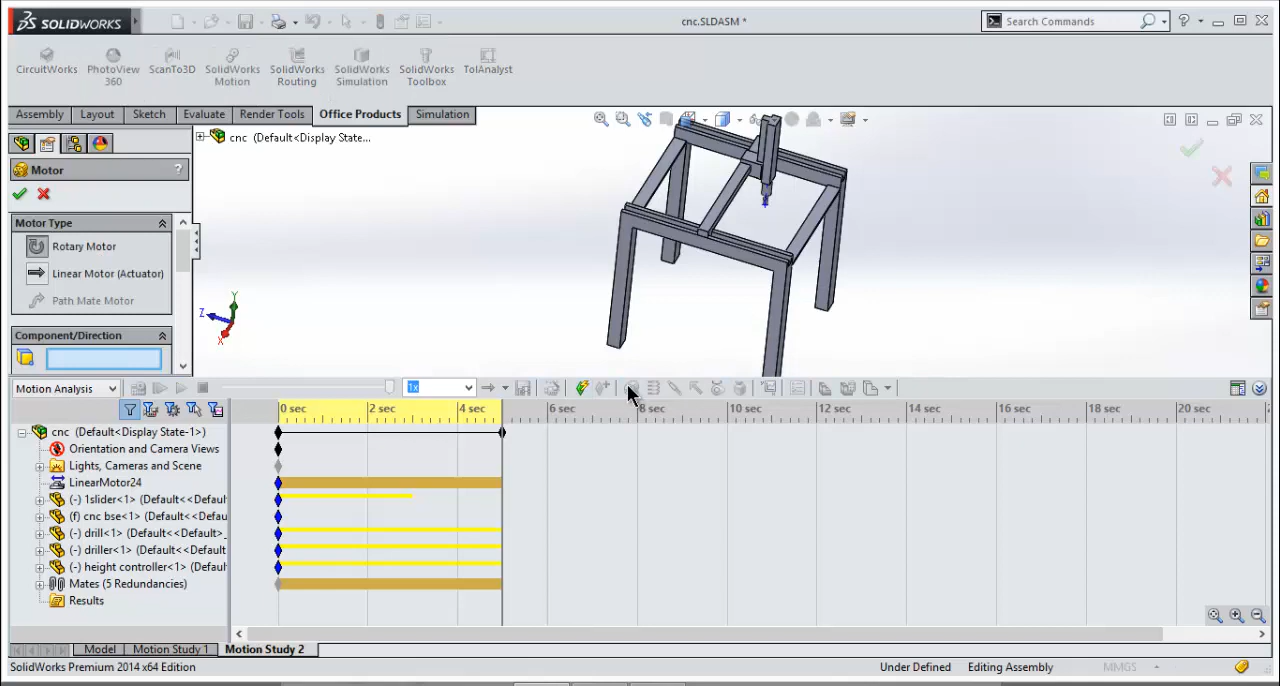 SOLIDWORKS
cnc.SLDASM *
Search Commands
?
CircuitWorks
PhotoView 360
ScanTo3D
SolidWorks Motion
SolidWorks Routing
SolidWorks Simulation
SolidWorks Toolbox
TolAnalyst
Assembly
Layout
Sketch
Evaluate
Render Tools
Office Products
Simulation
cnc (Default<Display State...
Motor
?
Motor Type
Rotary Motor
Linear Motor (Actuator)
Path Mate Motor
Component/Direction
Y
Z
X
Motion Analysis
1x
0 sec
2 sec
4 sec
6 sec
8 sec
10 sec
12 sec
14 sec
16 sec
18 sec
20 sec
cnc (Default<Display State-1>)
Orientation and Camera Views
Lights, Cameras and Scene
LinearMotor24
(-) 1slider<1> (Default<<Defaul
(f) cnc bse<1> (Default<<Defaul
(-) drill<1> (Default<<Default>_
(-) driller<1> (Default<<Default
(-) height controller<1> (Defaul
Mates (5 Redundancies)
Results
Model
Motion Study 1
Motion Study 2
SolidWorks Premium 2014 x64 Edition
Under Defined
Editing Assembly
MMGS